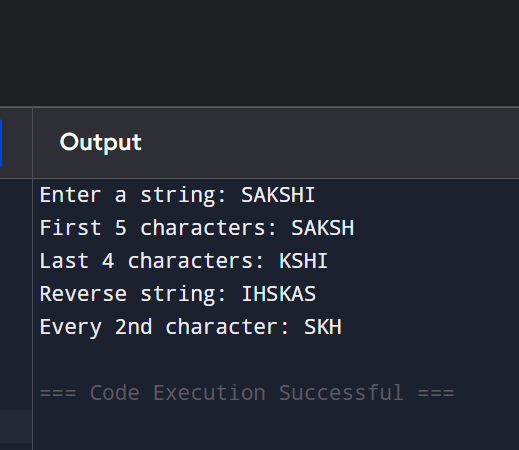 Output
Enter a string: SAKSHI
First 5 characters: SAKSH
Last 4 characters: KSHI
Reverse string: IHSKAS
Every 2nd character: SKH
=== Code Execution Successful ===